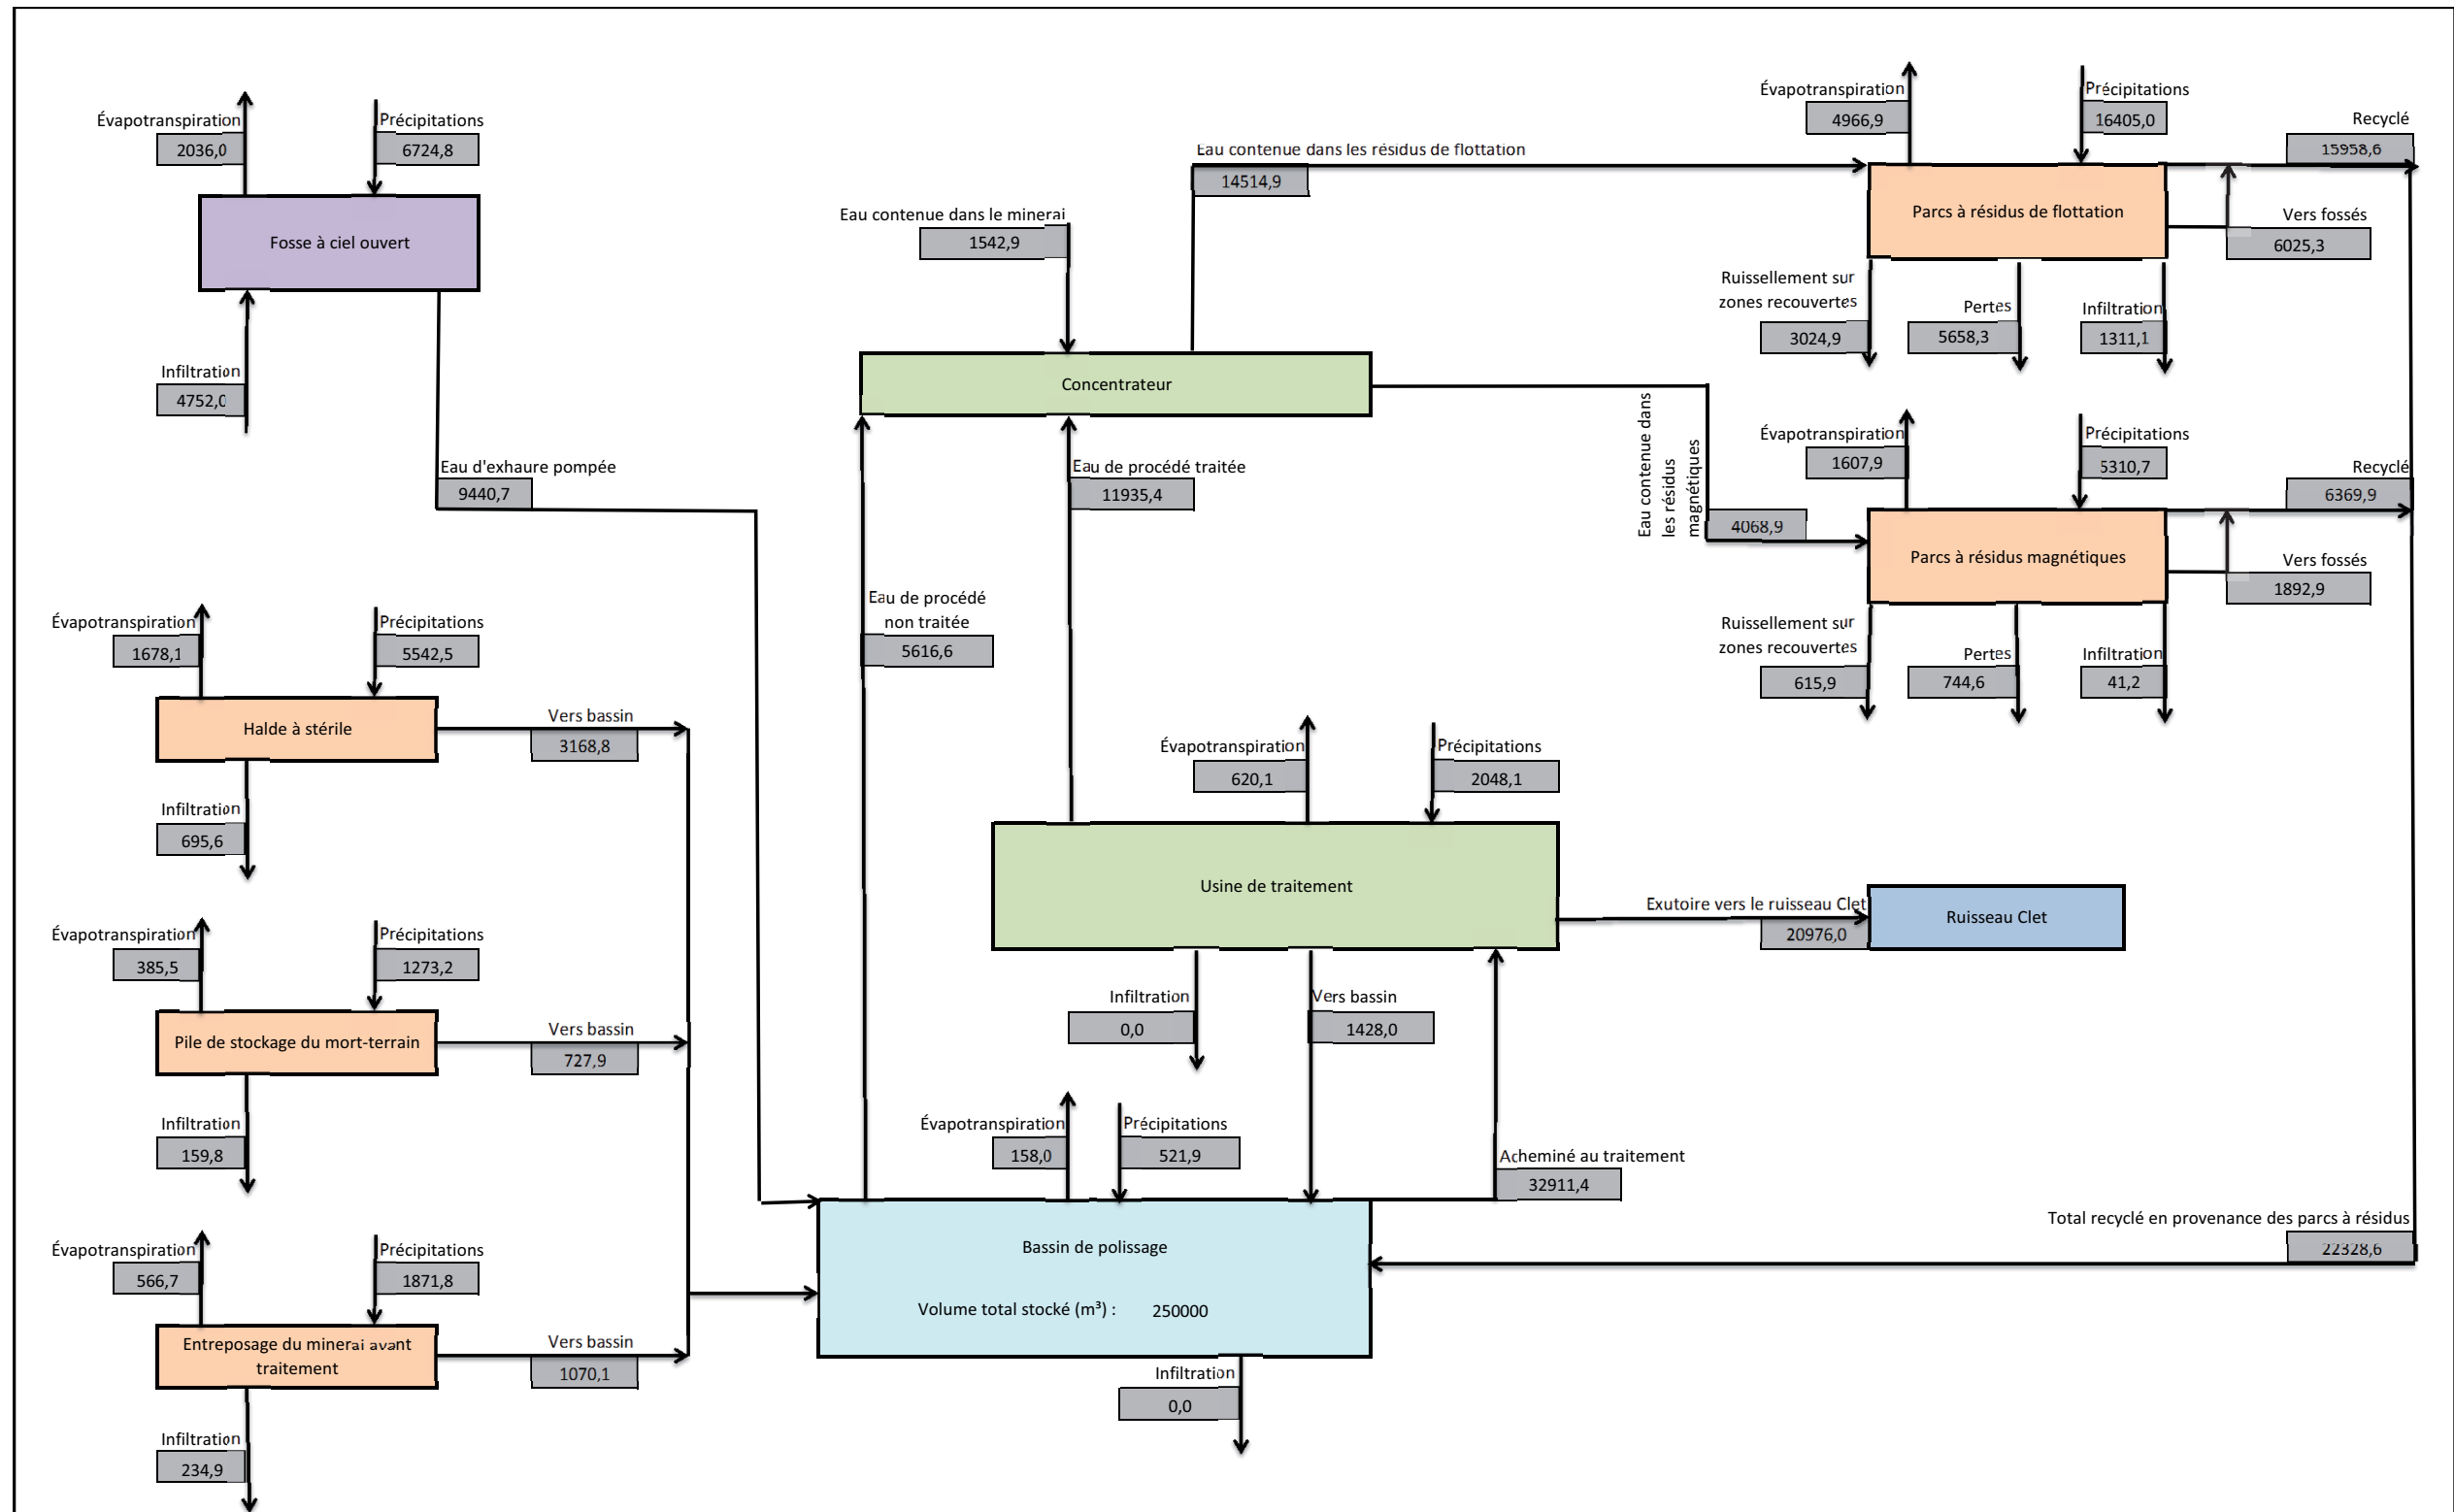 Évapotranspiration
2036,0
Précipitations
6724,8
Fosse à ciel ouvert
Infiltration
4752,0
Eau d'exhaure pompée
9440,7
Évapotranspiration
1678,1
Précipitations
5542,5
Halde à stérile
Vers bassin
3168,8
Infiltration
695,6
Évapotranspiration
385,5
Précipitations
1273,2
Pile de stockage du mort-terrain
Vers bassin
727,9
Infiltration
159,8
Évapotranspiration
566,7
Précipitations
1871,8
Entreposage du minerai avant
traitement
Vers bassin
1070,1
Infiltration
234,9
Eau contenue dans les résidus de flottation
14514,9
Eau contenue dans le minerai
1542,9
Concentrateur
Eau de procédé traitée
11935,4
Eau de procédé
non traitée
5616,6
Eau contenue dans
les résidus
magnétiques
4068,9
Évapotranspiration
620,1
Précipitations
2048,1
Usine de traitement
Exutoire vers le ruisseau Clet
20976,0
Ruisseau Clet
Infiltration
0,0
Vers bassin
1428,0
Évapotranspiration
158,0
Précipitations
521,9
Acheminé au traitement
32911,4
Bassin de polissage
Volume total stocké (m³) : 250000
Infiltration
0,0
Évapotranspiration
4966,9
Précipitations
16405,0
Recyclé
15958,6
Parcs à résidus de flottation
Vers fossés
6025,3
Ruissellement sur
zones recouvertes
3024,9
Pertes
5658,3
Infiltration
1311,1
Évapotranspiration
1607,9
Précipitations
5310,7
Recyclé
6369,9
Parcs à résidus magnétiques
Vers fossés
1892,9
Ruissellement sur
zones recouvertes
615,9
Pertes
744,6
Infiltration
41,2
Total recyclé en provenance des parcs à résidus
22328,6